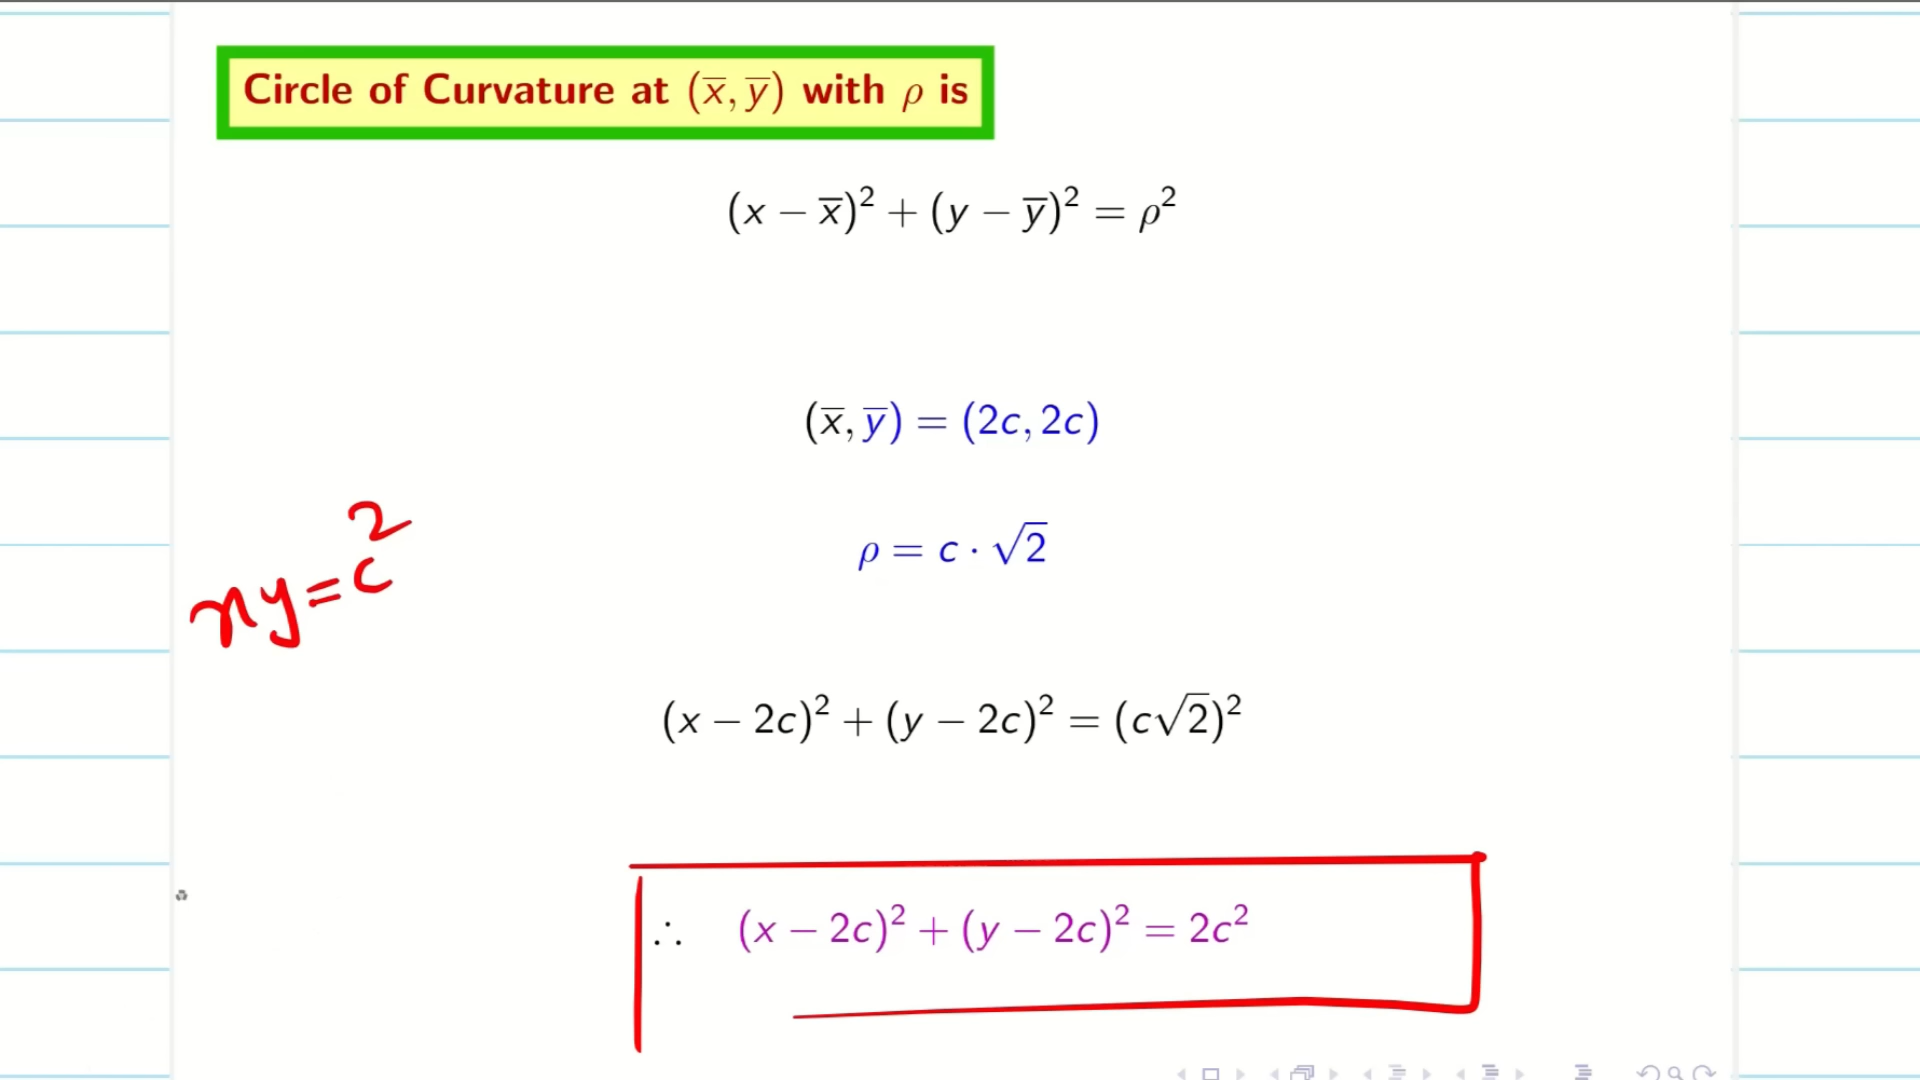 Circle of Curvature at (x̅, y̅) with ρ is
(x − x̅)² + (y − y̅)² = ρ²
(x̅, y̅) = (2c, 2c)
ρ = c · √2
xy = c²
(x − 2c)² + (y − 2c)² = (c√2)²
∴ (x − 2c)² + (y − 2c)² = 2c²